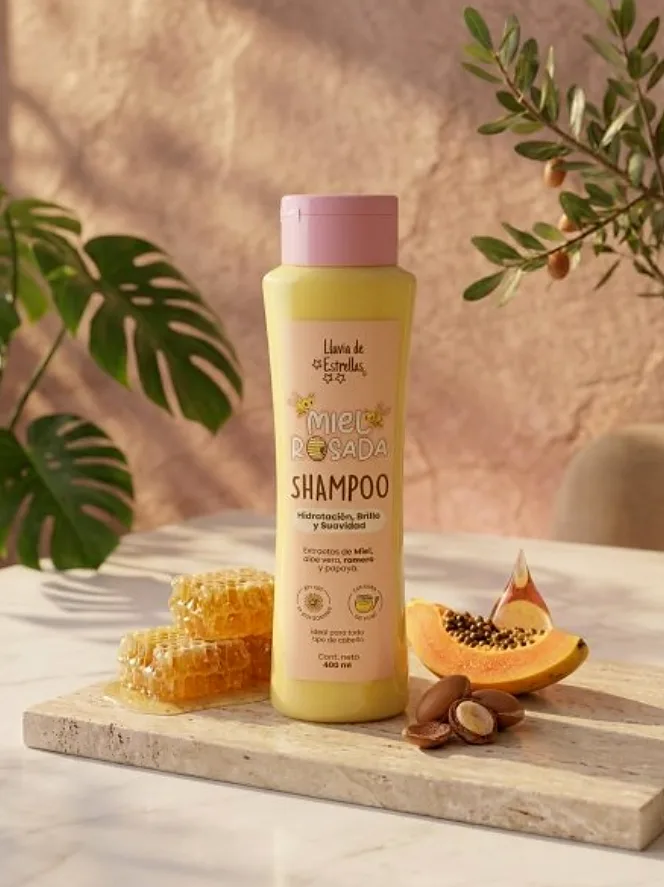 Lluvia de
Estrellas
MIEL
ROSADA
SHAMPOO
Hidratación, Brillo
y Suavidad
Extractos de Miel,
aloe vera, romero
y papaya.
ideal para todo
tipo de cabello
Cont. neto
400 ml